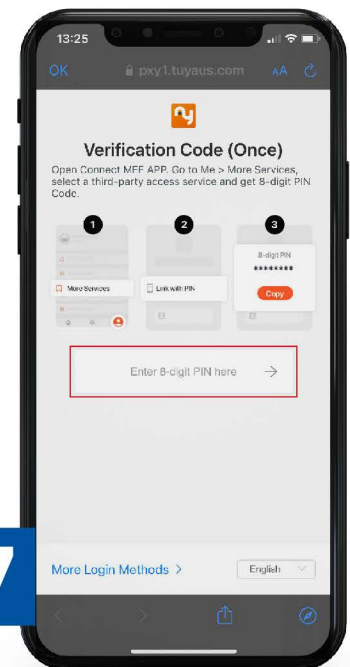 13:25
OK
pxy1.tuyaus.com
AA
Verification Code (Once)
Open Connect MEE APP. Go to Me > More Services,
select a third-party access service and get 8-digit PIN
Code.
1
2
3
More Services
Link with PIN
8-digit PIN
********
Copy
Enter 8-digit PIN here
7
More Login Methods >
English